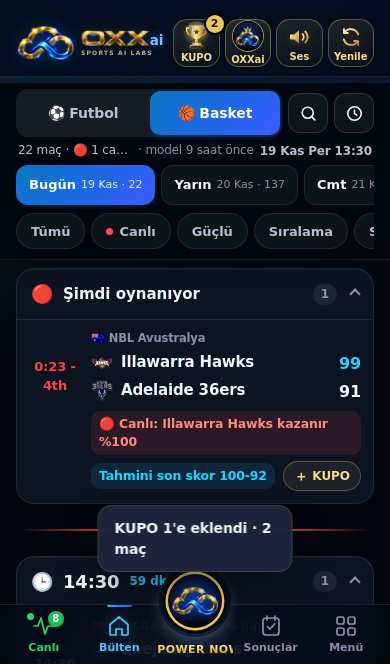 OXX ai
SPORTS AI LABS
2
KUPO
OXXai
Ses
Yenile
Futbol
Basket
22 maç · 1 ca… · model 9 saat önce 19 Kas Per 13:30
Bugün 19 Kas · 22
Yarın 20 Kas · 137
Cmt 21 K
Tümü
Canlı
Güçlü
Sıralama
Şimdi oynanıyor
1
NBL Avustralya
0:23 -
4th
Illawarra Hawks 99
Adelaide 36ers 91
Canlı: Illawarra Hawks kazanır
%100
Tahmini son skor 100-92
+ KUPO
KUPO 1'e eklendi · 2
maç
14:30 59 dk
1
8
Canlı
Bülten
POWER NOW
Sonuçlar
Menü